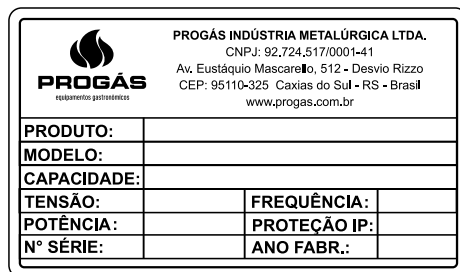 PROGÁS
equipamentos gastronômicos
PROGÁS INDÚSTRIA METALÚRGICA LTDA.
CNPJ: 92.724.517/0001-41
Av. Eustáquio Mascarello, 512 - Desvio Rizzo
CEP: 95110-325 Caxias do Sul - RS - Brasil
www.progas.com.br
PRODUTO:
MODELO:
CAPACIDADE:
TENSÃO: FREQUÊNCIA:
POTÊNCIA: PROTEÇÃO IP:
N° SÉRIE: ANO FABR.: